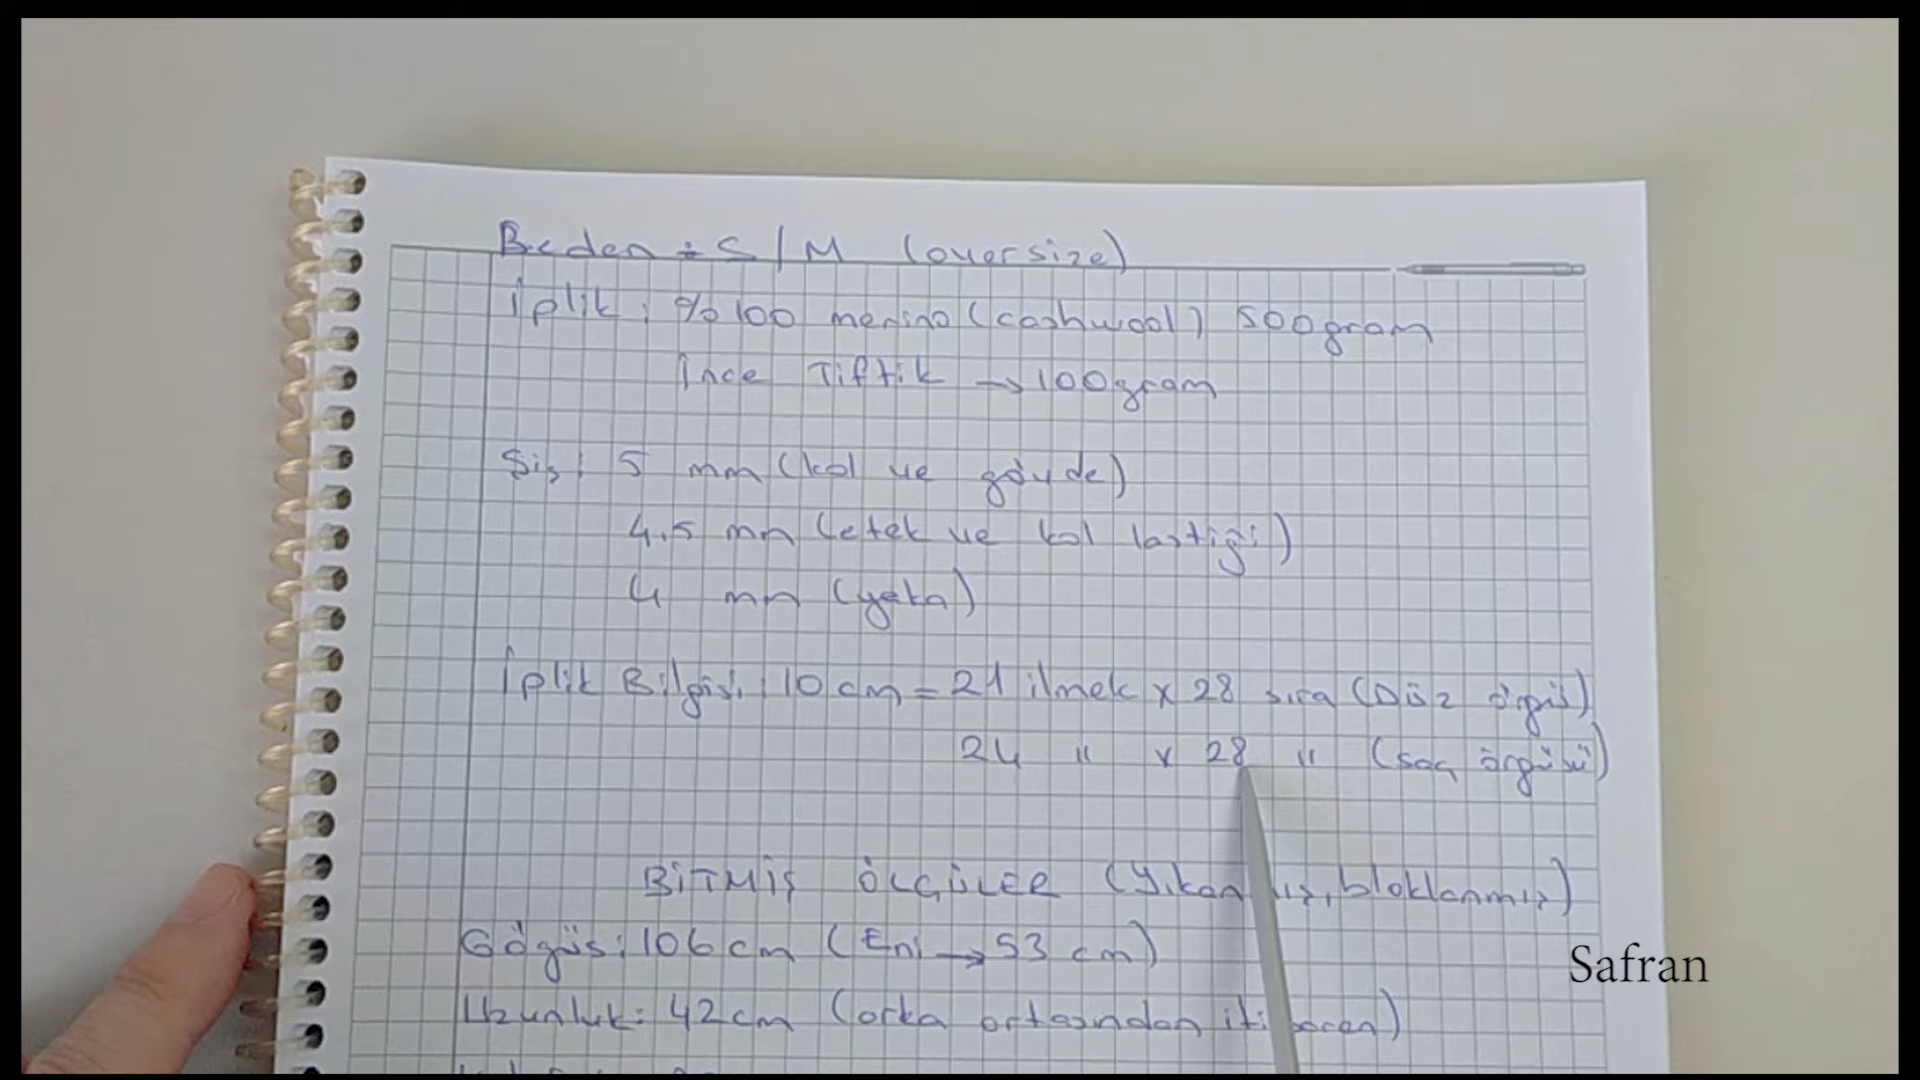 Beden : S / M (oversize)
İplik : %100 merino (cashwool) 500gram
İnce Tiftik → 100gram
Şiş : 5 mm (kol ve gövde)
4.5 mm (etek ve kol lastiği)
4 mm (yaka)
İplik Bilgisi : 10 cm = 21 ilmek x 28 sıra (Düz örgü)
24 " x 28 " (saç örgüsü)
BİTMİŞ ÖLÇÜLER (Yıkanmış, bloklanmış)
Göğüs : 106 cm (Eni → 53 cm)
Safran
Uzunluk : 42 cm (arka ortasından itibaren)